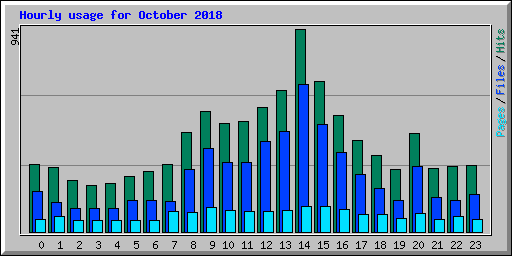 Hourly usage for October 2018
941
Pages / Files / Hits
0 1 2 3 4 5 6 7 8 9 10 11 12 13 14 15 16 17 18 19 20 21 22 23